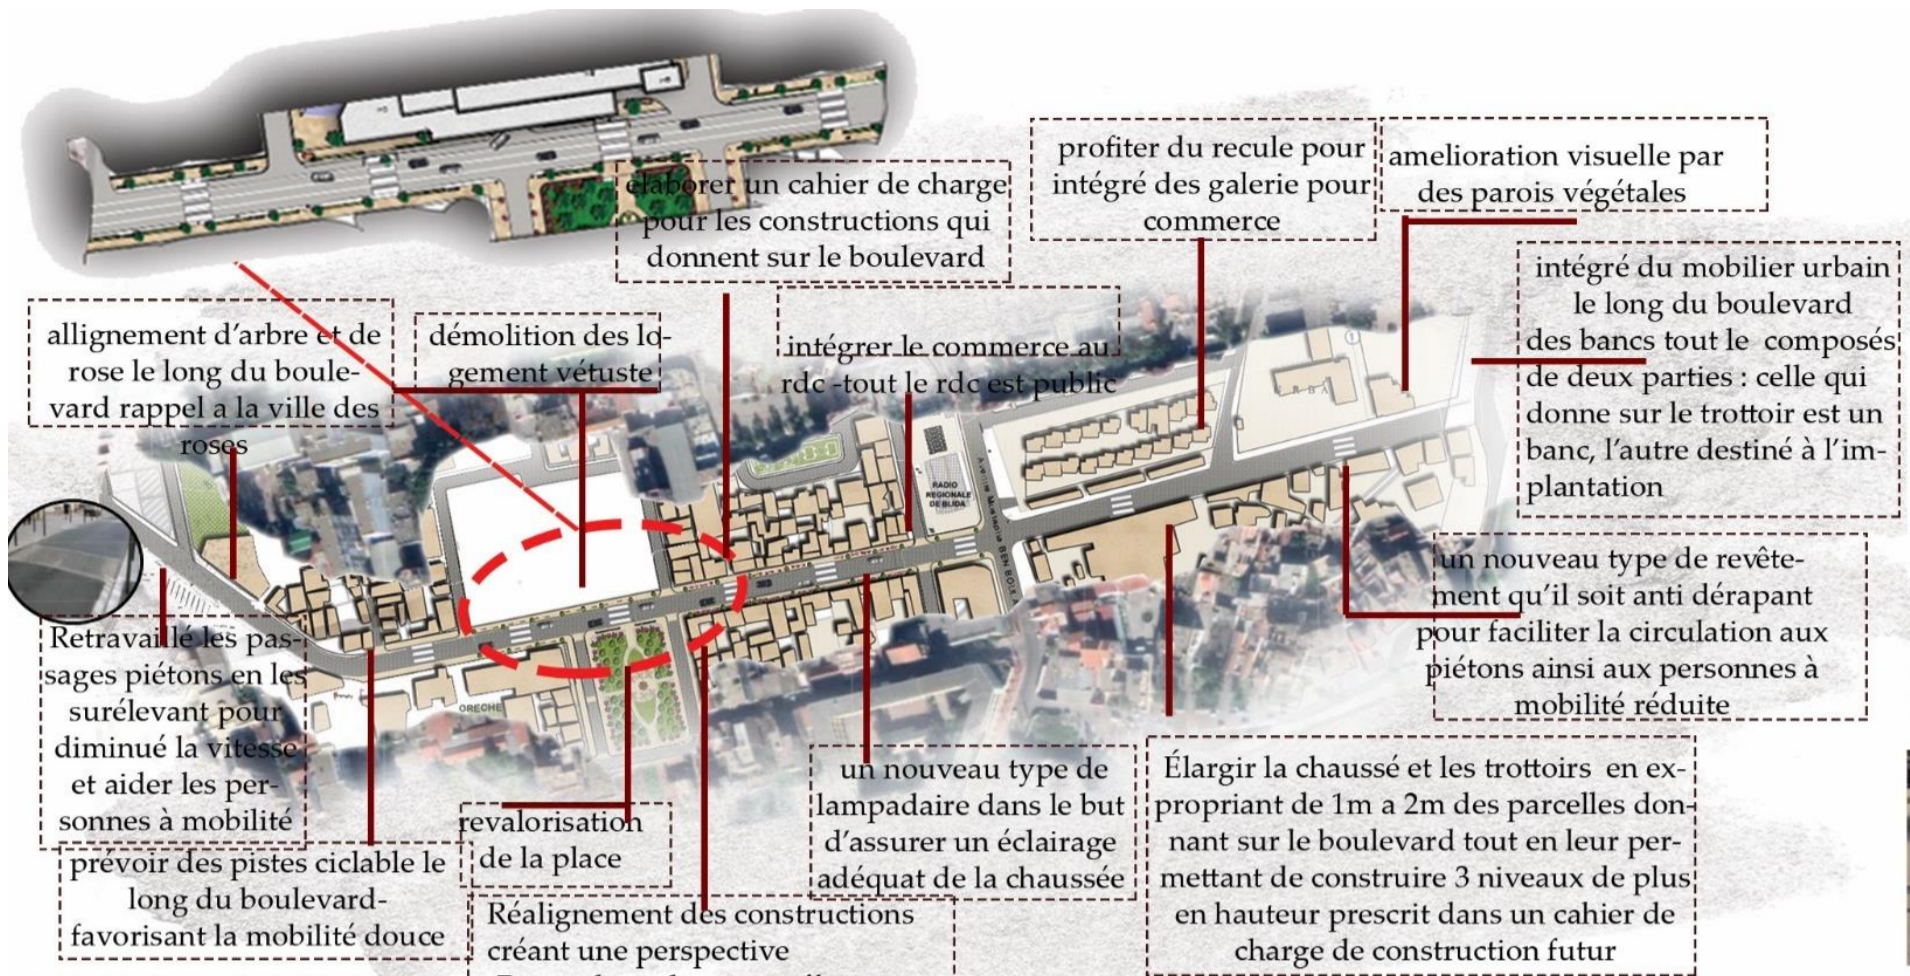 élaborer un cahier de charge
pour les constructions qui
donnent sur le boulevard
profiter du recule pour
intégré des galerie pour
commerce
amelioration visuelle par
des parois végétales
intégré du mobilier urbain
le long du boulevard
des bancs tout le composés
de deux parties : celle qui
donne sur le trottoir est un
banc, l'autre destiné à l'im-
plantation
allignement d'arbre et de
rose le long du boule-
vard rappel a la ville des
roses
démolition des lo-
gement vétuste
intégrer le commerce au
rdc -tout le rdc est public
URBA
RADIO
REGIONALE
DE BLIDA
ORECHE
un nouveau type de revête-
ment qu'il soit anti dérapant
pour faciliter la circulation aux
piétons ainsi aux personnes à
mobilité réduite
Retravaillé les pas-
sages piétons en les
surélevant pour
diminué la vitesse
et aider les per-
sonnes à mobilité
prévoir des pistes ciclable le
long du boulevard-
favorisant la mobilité douce
revalorisation
de la place
Réalignement des constructions
créant une perspective
un nouveau type de
lampadaire dans le but
d'assurer un éclairage
adéquat de la chaussée
Élargir la chaussé et les trottoirs en ex-
propriant de 1m a 2m des parcelles don-
nant sur le boulevard tout en leur per-
mettant de construire 3 niveaux de plus
en hauteur prescrit dans un cahier de
charge de construction futur